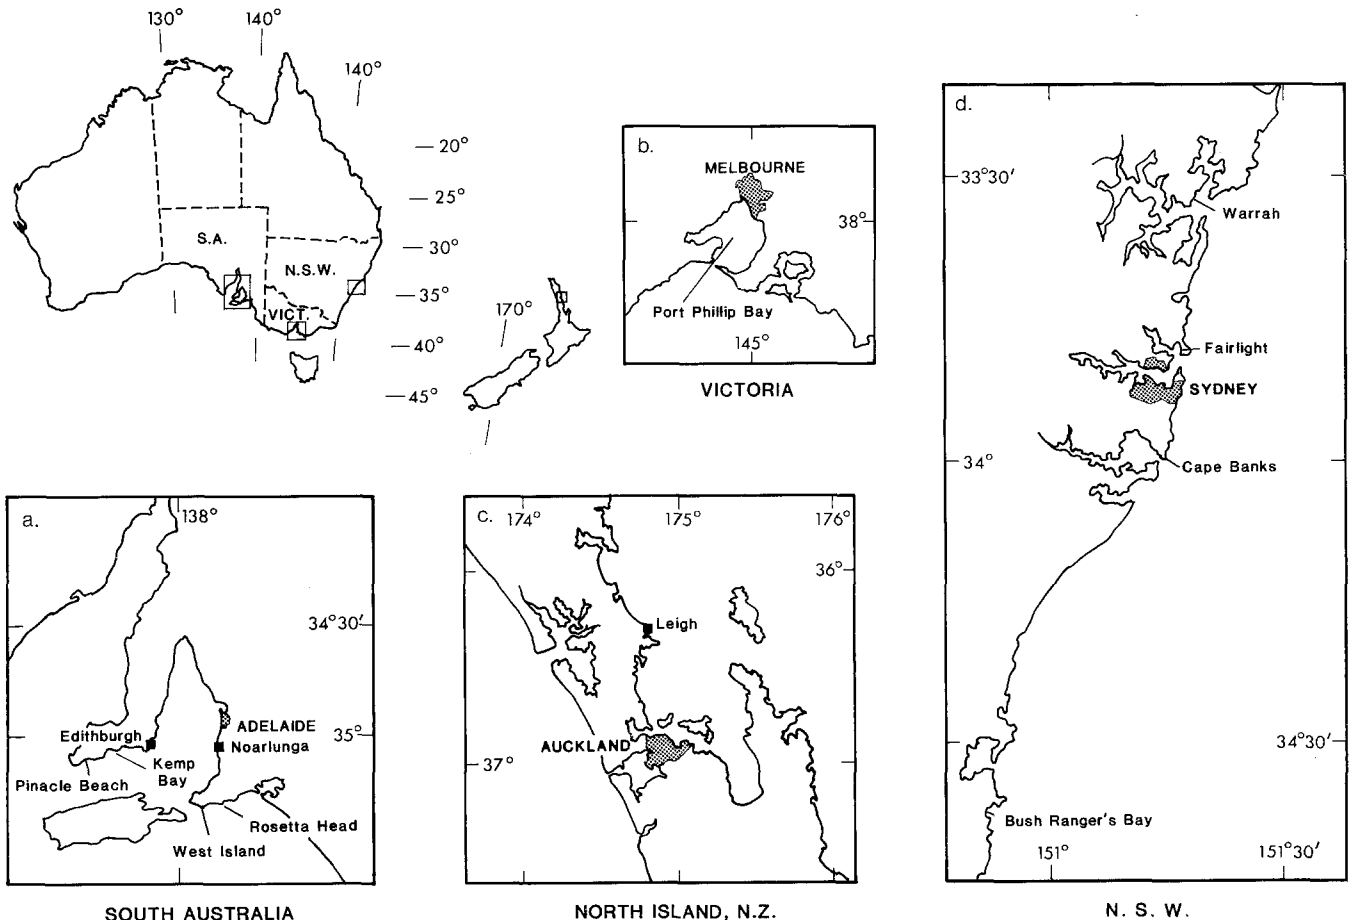 130°
140°
140°
20°
25°
30°
35°
40°
45°
170°
S.A.
N.S.W.
VICT.
b.
MELBOURNE
38°
Port Phillip Bay
145°
VICTORIA
d.
33°30′
Warrah
Fairlight
SYDNEY
34°
Cape Banks
34°30′
Bush Ranger's Bay
151°
151°30′
N. S. W.
a.
138°
34°30′
ADELAIDE
Edithburgh
35°
Noarlunga
Kemp
Bay
Pinacle Beach
Rosetta Head
West Island
SOUTH AUSTRALIA
c.
174°
175°
176°
36°
Leigh
AUCKLAND
37°
NORTH ISLAND, N.Z.